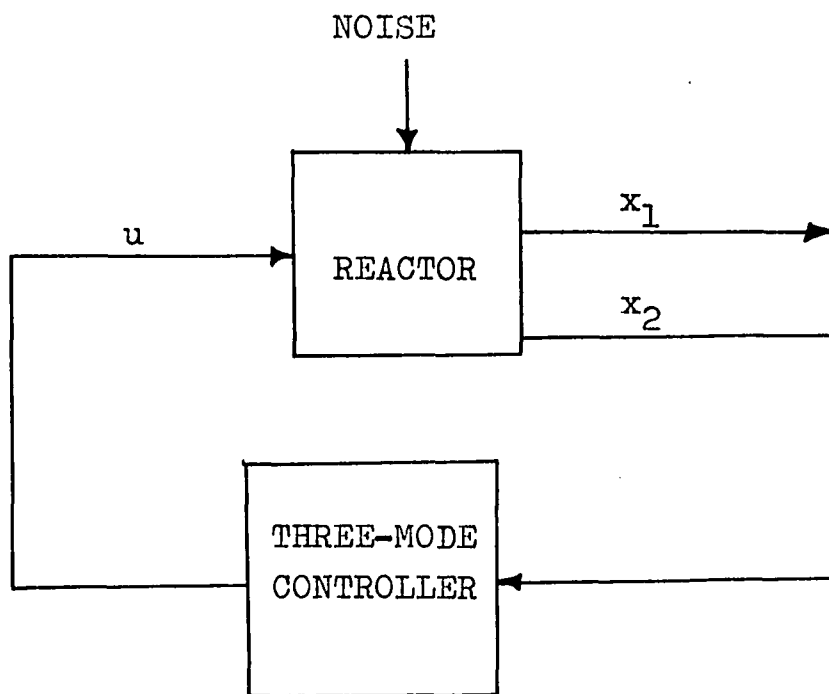 NOISE
x1
u
REACTOR
x2
THREE-MODE
CONTROLLER